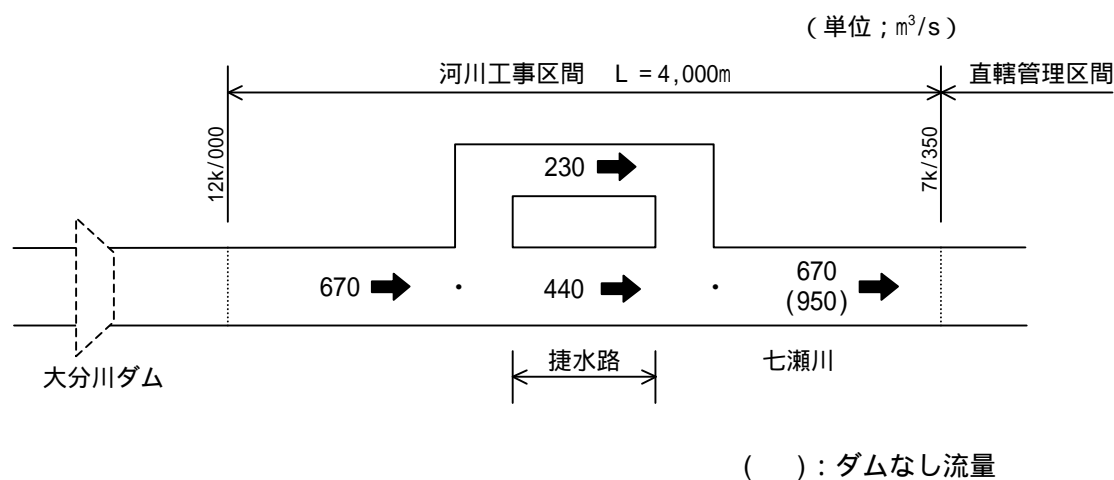 （単位；m³/s）
河川工事区間　L＝4,000m
直轄管理区間
12k/000
7k/350
230
670
440
670
(950)
大分川ダム
捷水路
七瀬川
(　)：ダムなし流量